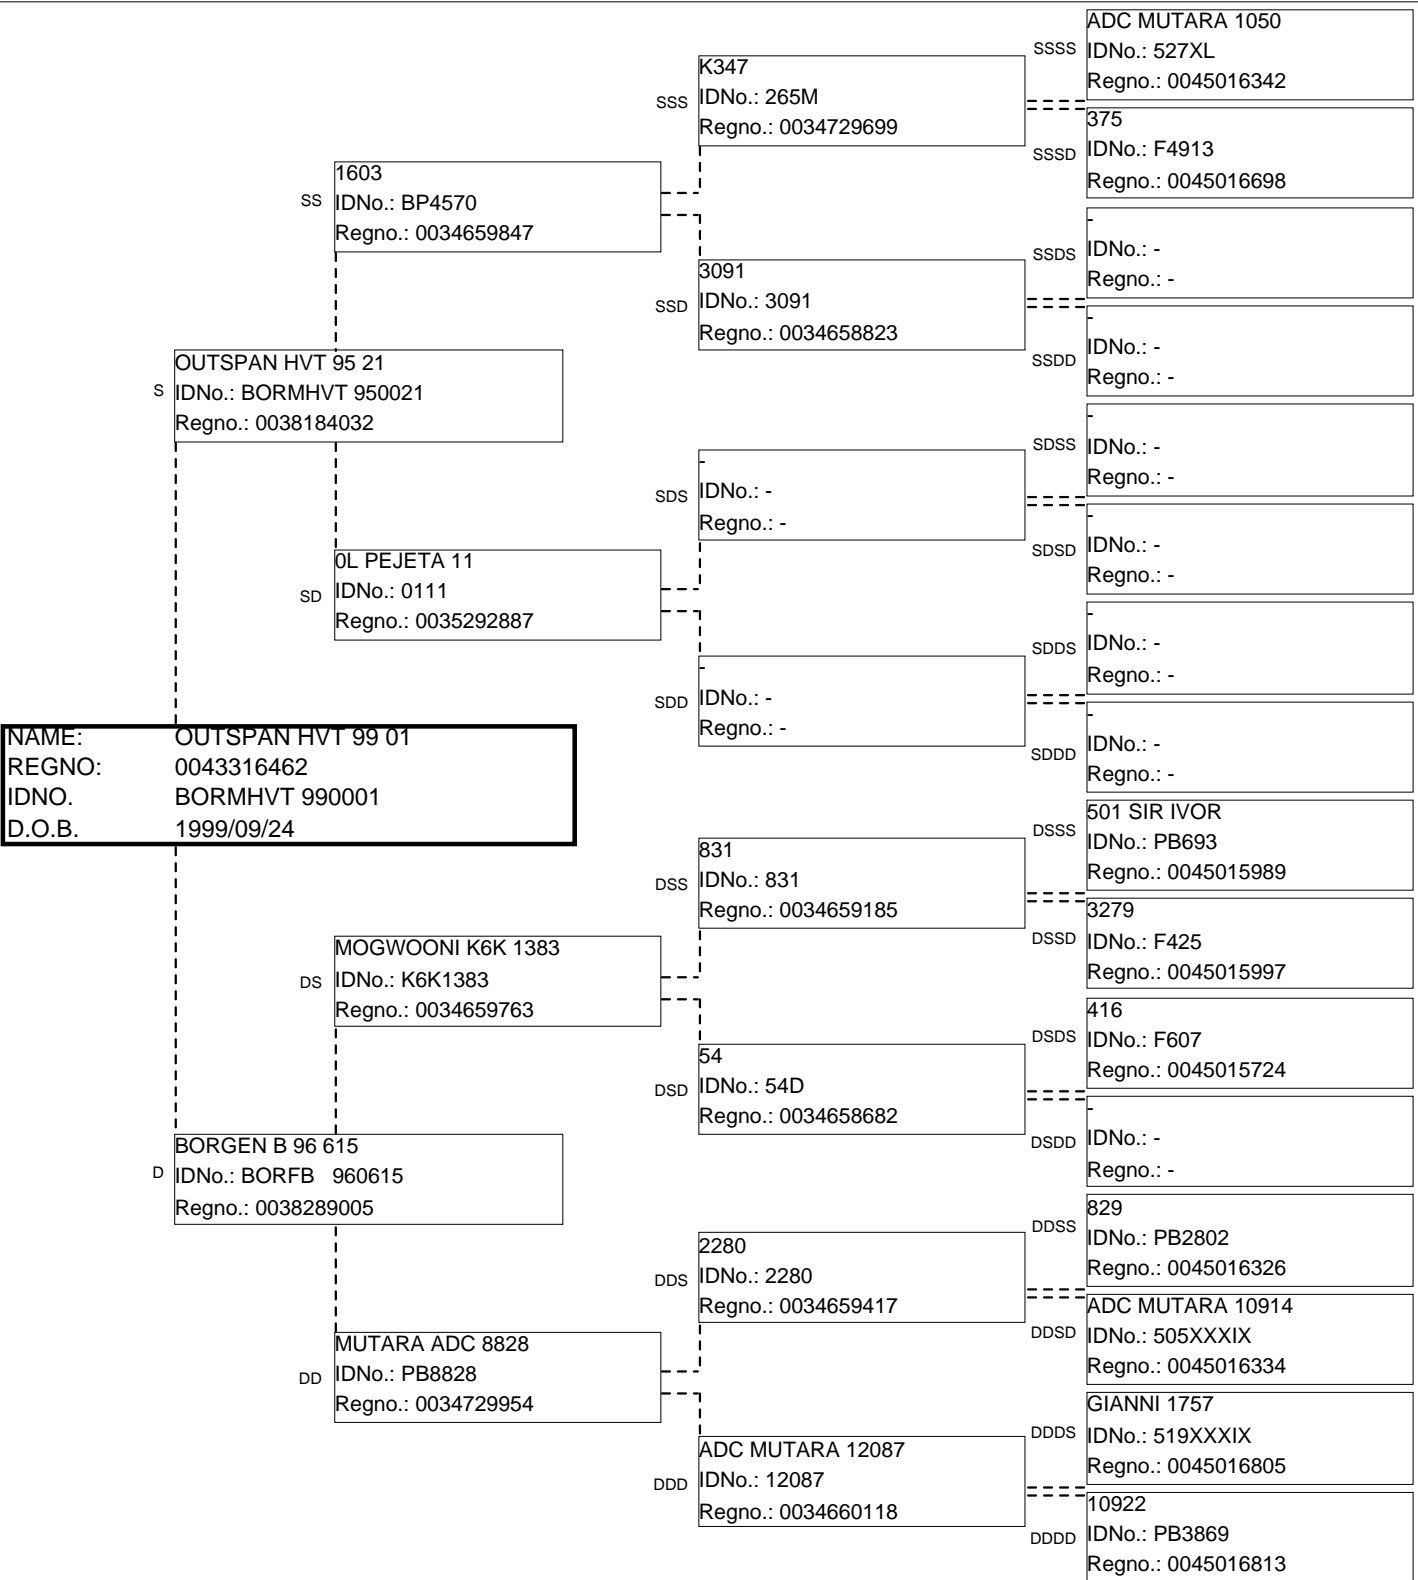 ADC MUTARA 1050
SSSS IDNo.: 527XL
Regno.: 0045016342
K347
SSS IDNo.: 265M
Regno.: 0034729699
375
SSSD IDNo.: F4913
Regno.: 0045016698
1603
SS IDNo.: BP4570
Regno.: 0034659847
-
SSDS IDNo.: -
Regno.: -
3091
SSD IDNo.: 3091
Regno.: 0034658823
-
SSDD IDNo.: -
Regno.: -
OUTSPAN HVT 95 21
S IDNo.: BORMHVT 950021
Regno.: 0038184032
-
SDSS IDNo.: -
Regno.: -
-
SDS IDNo.: -
Regno.: -
-
SDSD IDNo.: -
Regno.: -
0L PEJETA 11
SD IDNo.: 0111
Regno.: 0035292887
-
SDDS IDNo.: -
Regno.: -
-
SDD IDNo.: -
Regno.: -
-
SDDD IDNo.: -
Regno.: -
NAME: OUTSPAN HVT 99 01
REGNO: 0043316462
IDNO. BORMHVT 990001
D.O.B. 1999/09/24
501 SIR IVOR
DSSS IDNo.: PB693
Regno.: 0045015989
831
DSS IDNo.: 831
Regno.: 0034659185
3279
DSSD IDNo.: F425
Regno.: 0045015997
MOGWOONI K6K 1383
DS IDNo.: K6K1383
Regno.: 0034659763
416
DSDS IDNo.: F607
Regno.: 0045015724
54
DSD IDNo.: 54D
Regno.: 0034658682
-
DSDD IDNo.: -
Regno.: -
BORGEN B 96 615
D IDNo.: BORFB 960615
Regno.: 0038289005
829
DDSS IDNo.: PB2802
Regno.: 0045016326
2280
DDS IDNo.: 2280
Regno.: 0034659417
ADC MUTARA 10914
DDSD IDNo.: 505XXXIX
Regno.: 0045016334
MUTARA ADC 8828
DD IDNo.: PB8828
Regno.: 0034729954
GIANNI 1757
DDDS IDNo.: 519XXXIX
Regno.: 0045016805
ADC MUTARA 12087
DDD IDNo.: 12087
Regno.: 0034660118
10922
DDDD IDNo.: PB3869
Regno.: 0045016813